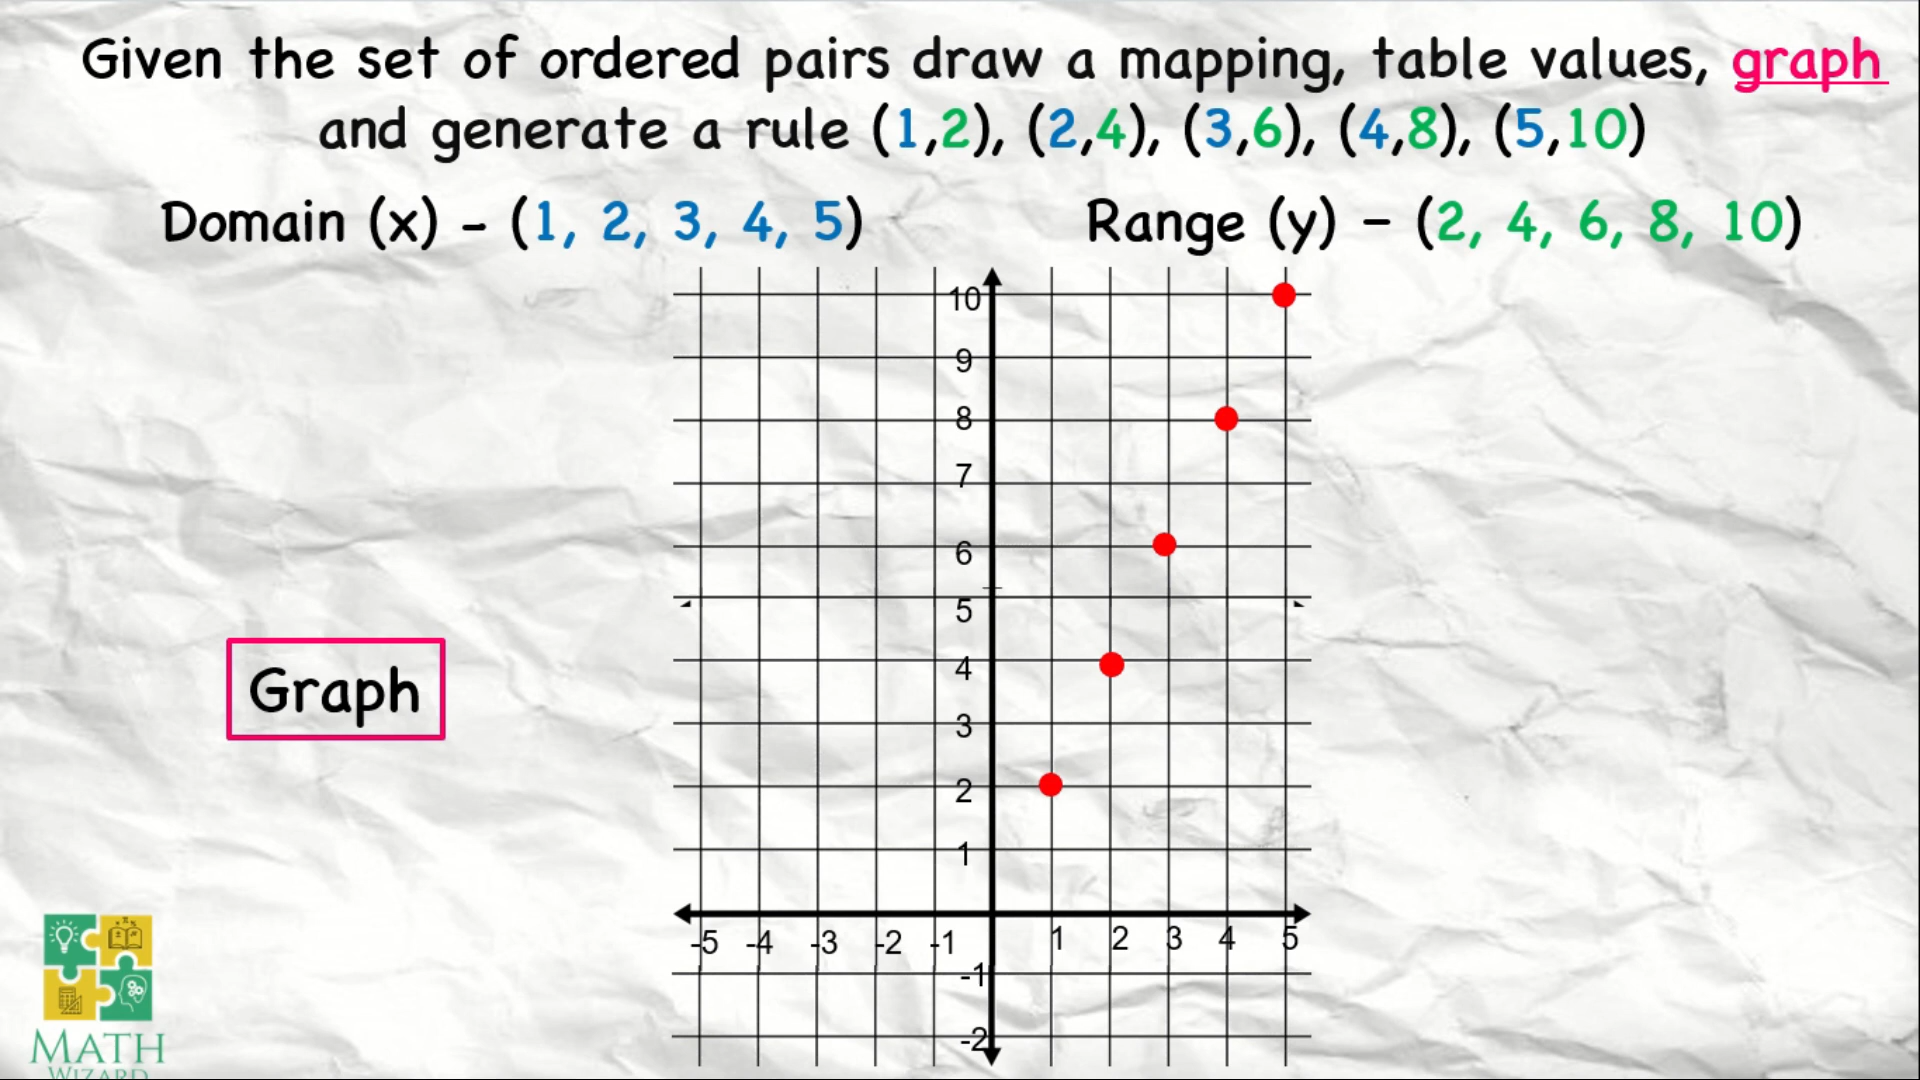 Given the set of ordered pairs draw a mapping, table values, graph
and generate a rule (1,2), (2,4), (3,6), (4,8), (5,10)
Domain (x) - (1, 2, 3, 4, 5)
Range (y) – (2, 4, 6, 8, 10)
10
9
8
7
6
5
4
3
2
1
-5 -4 -3 -2 -1 1 2 3 4 5
-1
-2
Graph
MATH
WIZARD